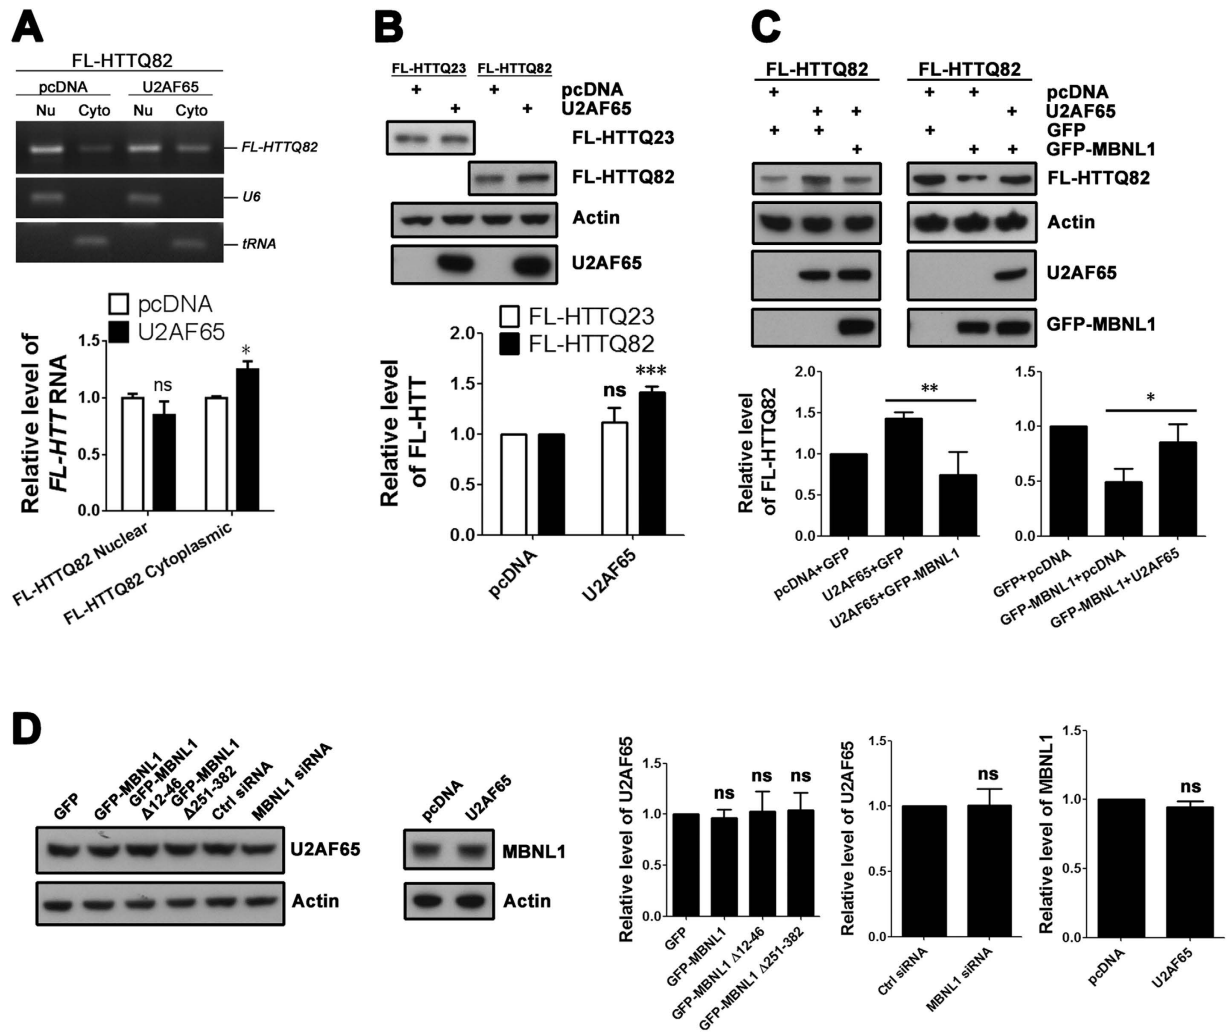 A
FL-HTTQ82
pcDNA U2AF65
Nu Cyto Nu Cyto
FL-HTTQ82
U6
tRNA
pcDNA
U2AF65
Relative level of
FL-HTT RNA
1.5
1.0
0.5
0.0
ns
*
FL-HTTQ82 Nuclear
FL-HTTQ82 Cytoplasmic
B
FL-HTTQ23 FL-HTTQ82
+ + pcDNA
+ + U2AF65
FL-HTTQ23
FL-HTTQ82
Actin
U2AF65
FL-HTTQ23
FL-HTTQ82
Relative level
of FL-HTT
2.0
1.5
1.0
0.5
0.0
ns
***
pcDNA
U2AF65
C
FL-HTTQ82 FL-HTTQ82
+ + + pcDNA
+ + + U2AF65
+ + + GFP
+ + + GFP-MBNL1
FL-HTTQ82
Actin
U2AF65
GFP-MBNL1
Relative level
of FL-HTTQ82
2.0
1.5
1.0
0.5
0.0
**
pcDNA+GFP
U2AF65+GFP
U2AF65+GFP-MBNL1
1.5
1.0
0.5
0.0
*
GFP+pcDNA
GFP-MBNL1+pcDNA
GFP-MBNL1+U2AF65
D
GFP
GFP-MBNL1
GFP-MBNL1
Δ12-46
GFP-MBNL1
Δ251-382
Ctrl siRNA
MBNL1 siRNA
U2AF65
Actin
pcDNA
U2AF65
MBNL1
Actin
Relative level of U2AF65
1.5
1.0
0.5
0.0
ns
ns
ns
GFP
GFP-MBNL1
GFP-MBNL1 Δ12-46
GFP-MBNL1 Δ251-382
Relative level of U2AF65
1.5
1.0
0.5
0.0
ns
Ctrl siRNA
MBNL1 siRNA
Relative level of MBNL1
1.5
1.0
0.5
0.0
ns
pcDNA
U2AF65